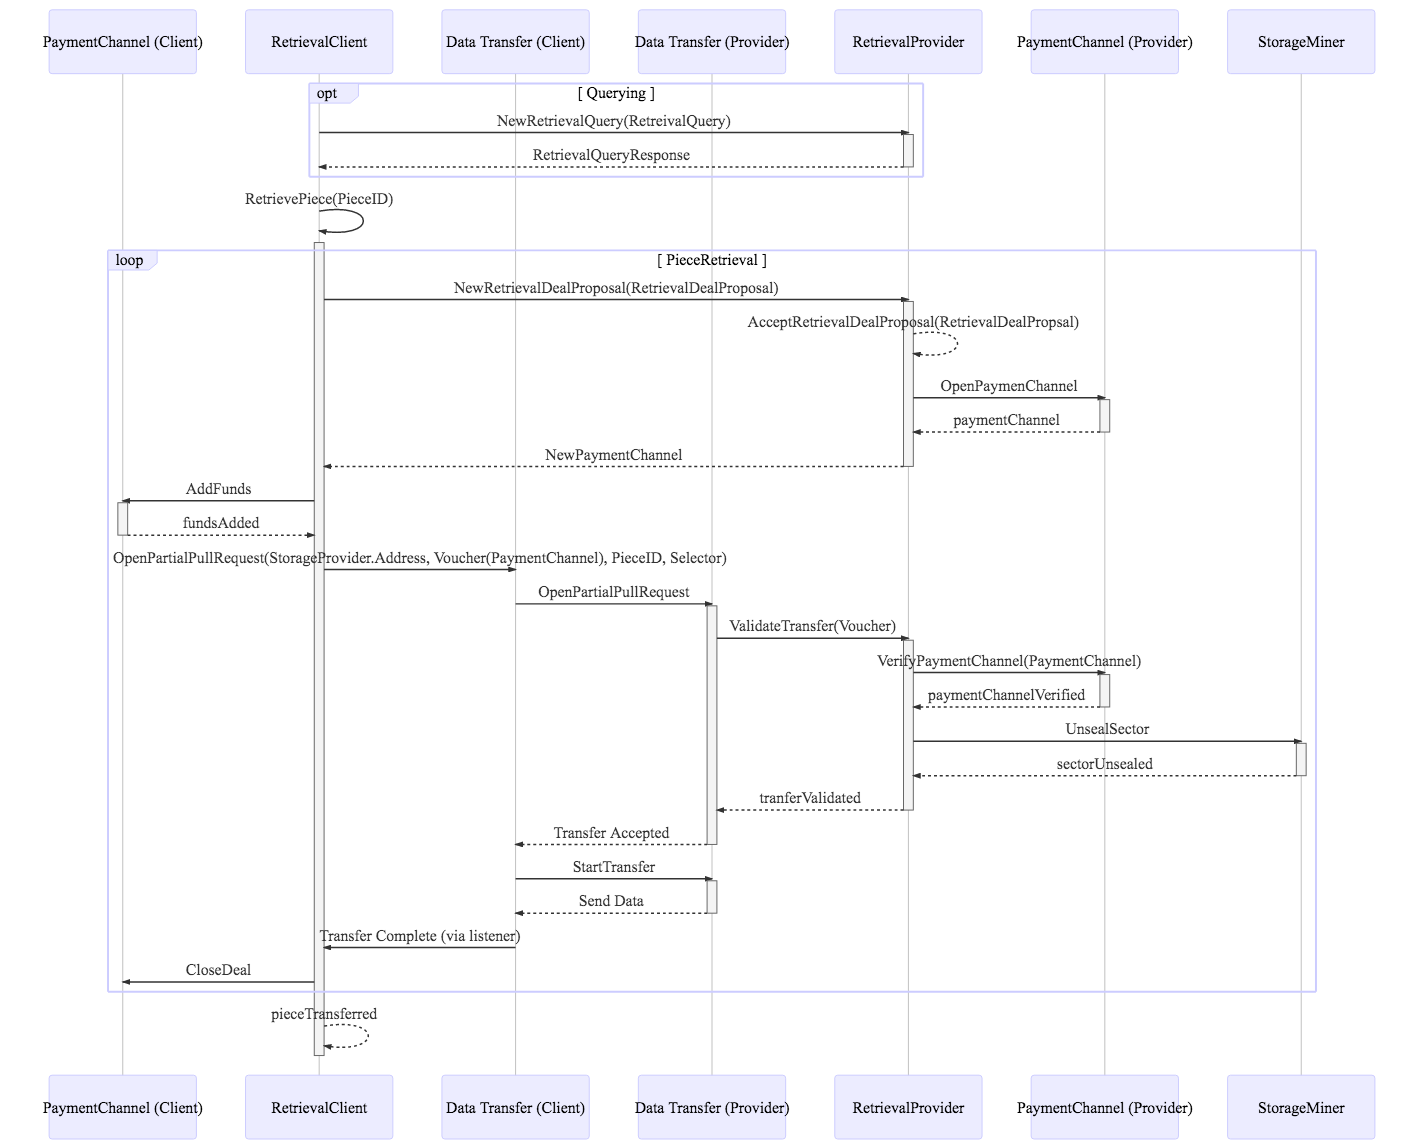 PaymentChannel (Client)
RetrievalClient
Data Transfer (Client)
Data Transfer (Provider)
RetrievalProvider
PaymentChannel (Provider)
StorageMiner
opt
[ Querying ]
NewRetrievalQuery(RetreivalQuery)
RetrievalQueryResponse
RetrievePiece(PieceID)
loop
[ PieceRetrieval ]
NewRetrievalDealProposal(RetrievalDealProposal)
AcceptRetrievalDealProposal(RetrievalDealPropsal)
OpenPaymenChannel
paymentChannel
NewPaymentChannel
AddFunds
fundsAdded
OpenPartialPullRequest(StorageProvider.Address, Voucher(PaymentChannel), PieceID, Selector)
OpenPartialPullRequest
ValidateTransfer(Voucher)
VerifyPaymentChannel(PaymentChannel)
paymentChannelVerified
UnsealSector
sectorUnsealed
tranferValidated
Transfer Accepted
StartTransfer
Send Data
Transfer Complete (via listener)
CloseDeal
pieceTransferred
PaymentChannel (Client)
RetrievalClient
Data Transfer (Client)
Data Transfer (Provider)
RetrievalProvider
PaymentChannel (Provider)
StorageMiner